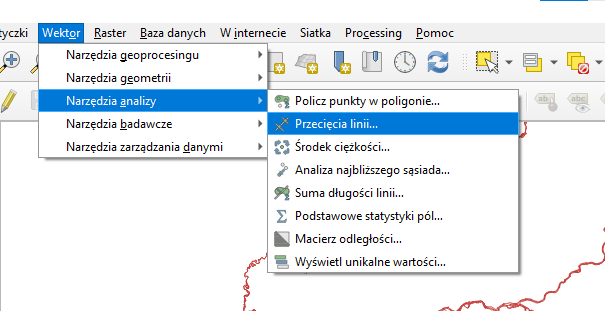 tyczki Wektor Raster Baza danych W internecie Siatka Processing Pomoc
Narzędzia geoprocesingu
Narzędzia geometrii
Narzędzia analizy
Narzędzia badawcze
Narzędzia zarządzania danymi
Policz punkty w poligonie...
Przecięcia linii...
Środek ciężkości...
Analiza najbliższego sąsiada...
Suma długości linii...
Podstawowe statystyki pól...
Macierz odległości...
Wyświetl unikalne wartości...